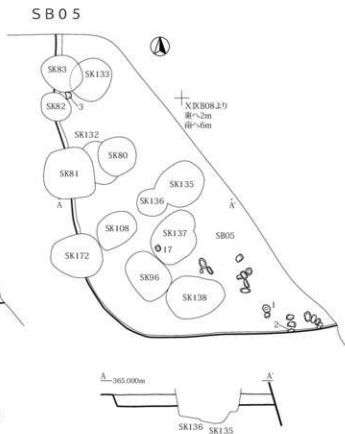 SB05
SK83
SK133
SK82
3
XIXB08より
東へ2m
南へ6m
SK132
SK80
SK81
SK135
SK136
A
A'
SK108
SK137
SB05
17
SK172
SK96
SK138
1
2
A 365.000m A'
SK136 SK135